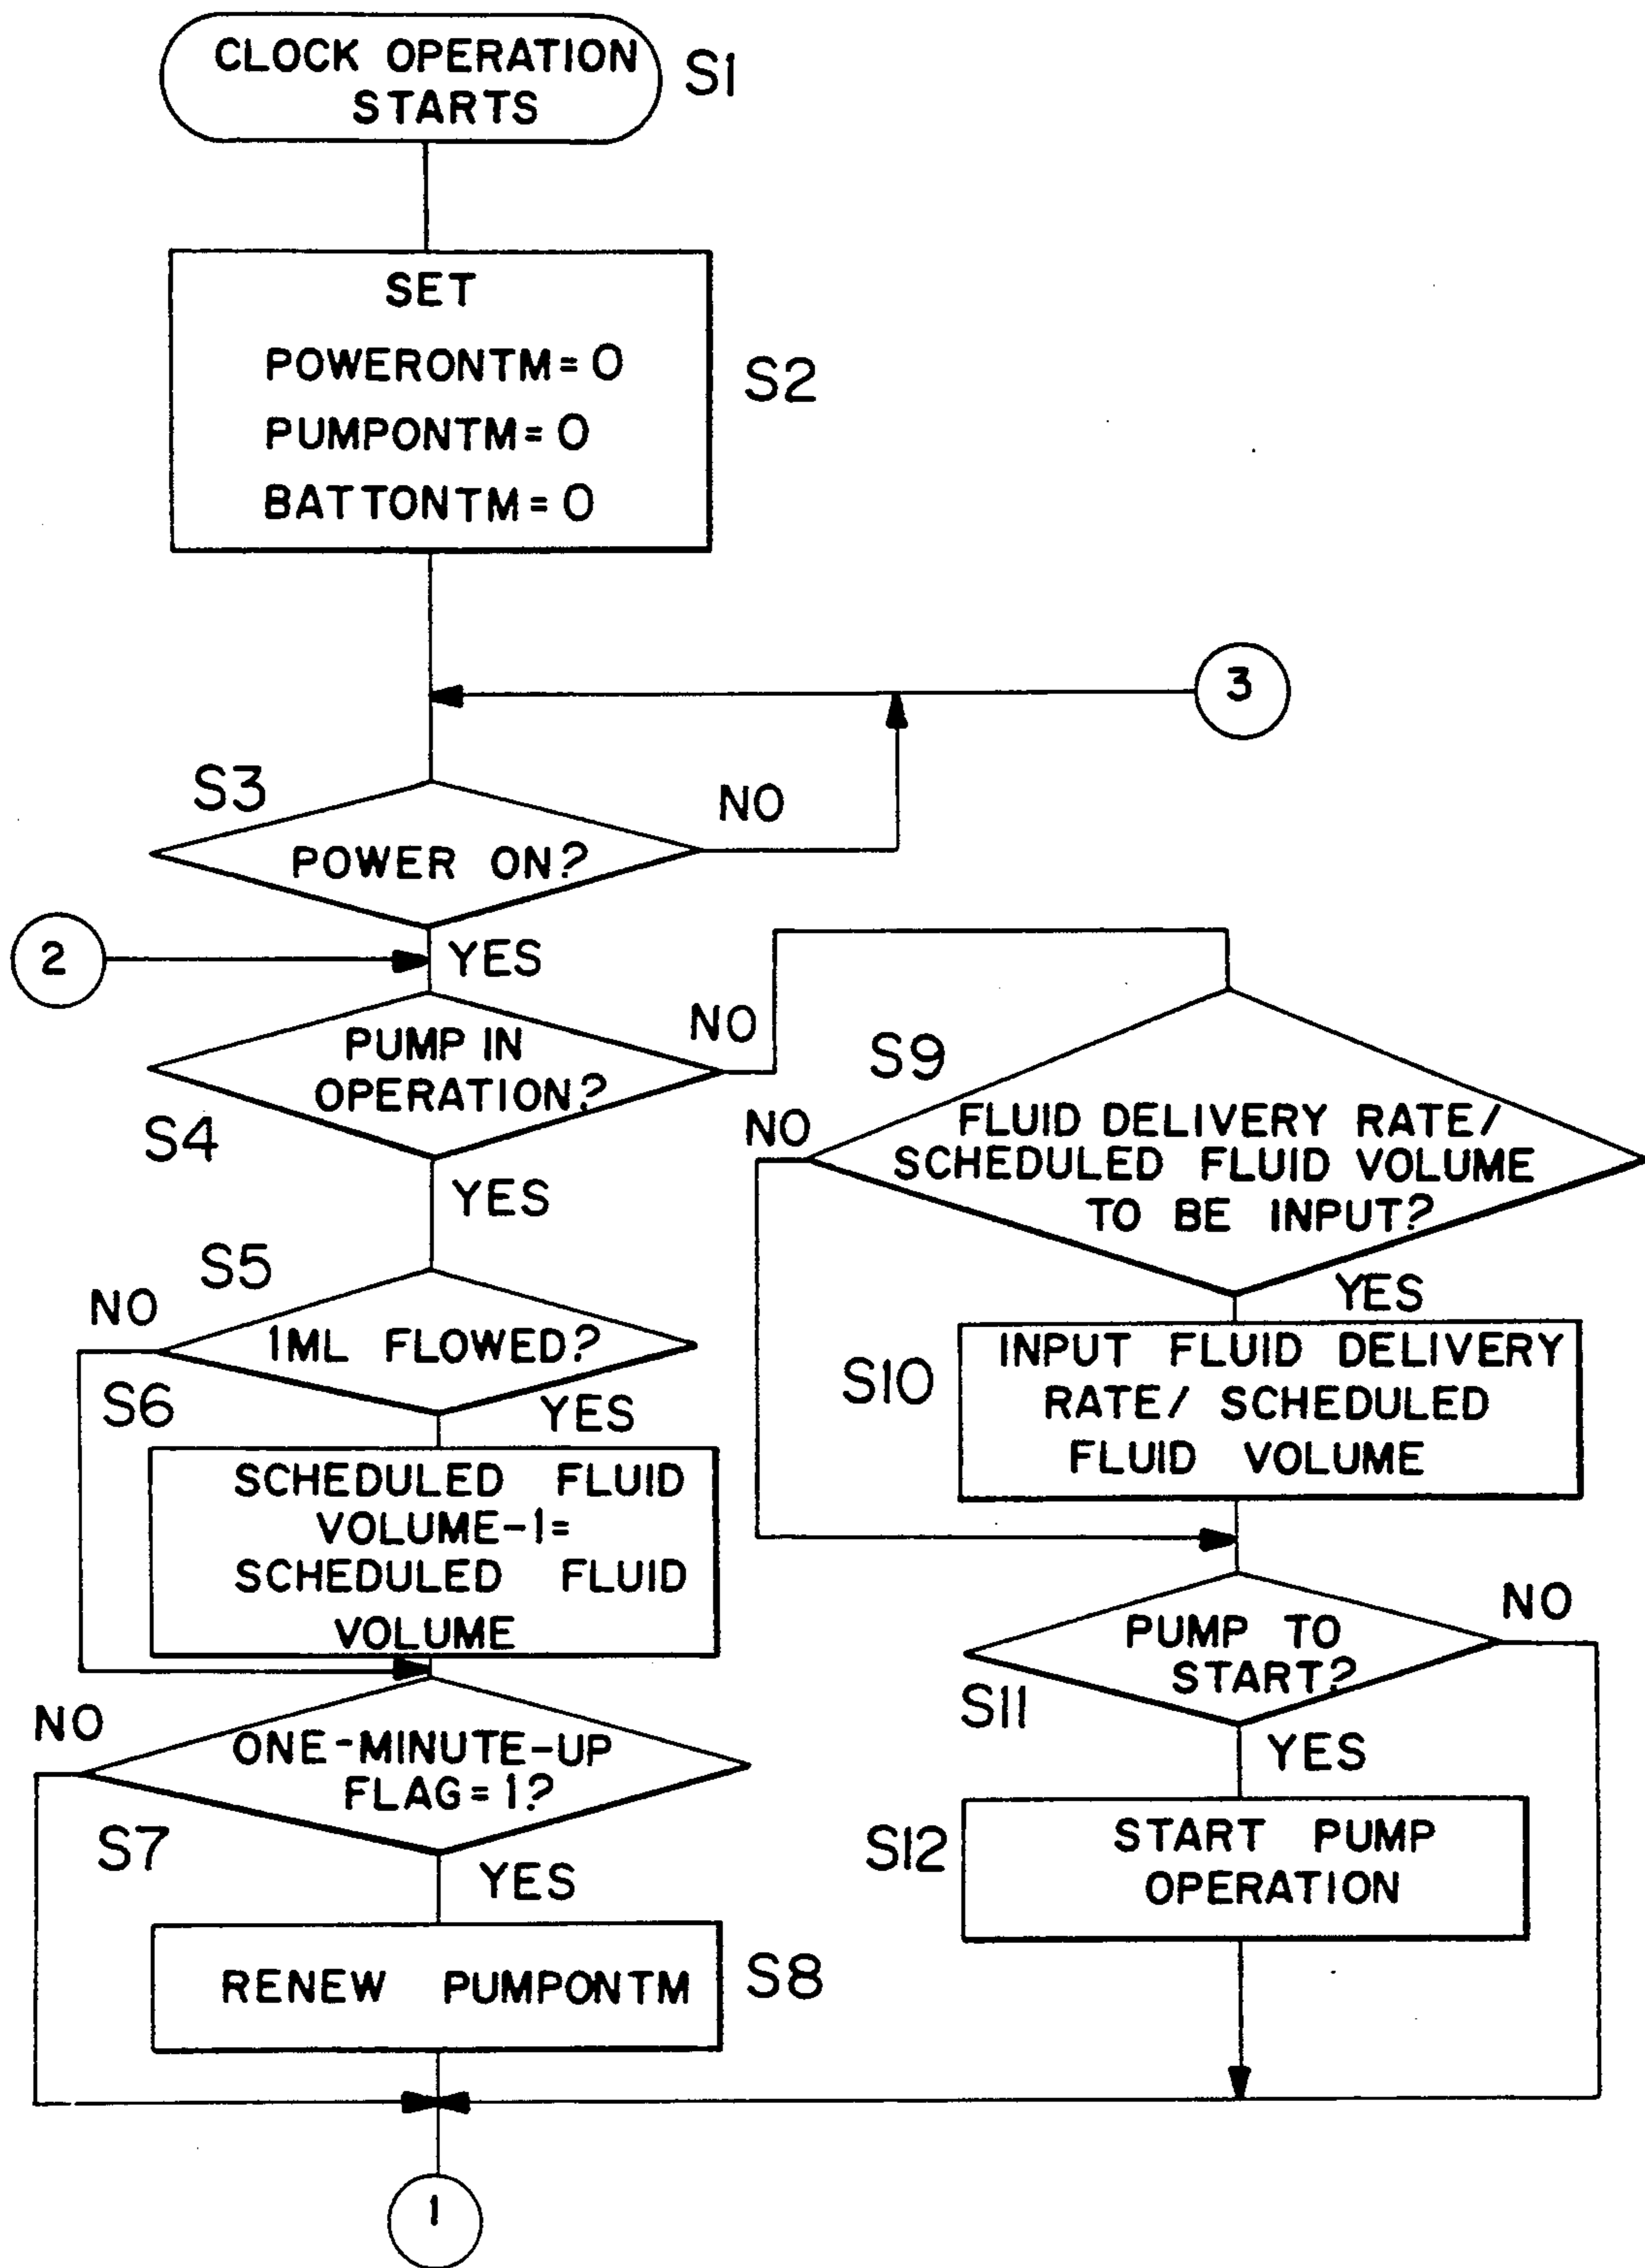 CLOCK OPERATION
STARTS
S1
SET
POWERONTM = 0
PUMPONTM = 0
BATTONTM = 0
S2
3
S3
POWER ON?
NO
2
YES
PUMP IN
OPERATION?
NO
S4
YES
S5
NO
1ML FLOWED?
S6
YES
SCHEDULED FLUID
VOLUME-1=
SCHEDULED FLUID
VOLUME
NO
ONE-MINUTE-UP
FLAG = 1?
S7
YES
RENEW PUMPONTM
S8
S9
NO
FLUID DELIVERY RATE/
SCHEDULED FLUID VOLUME
TO BE INPUT?
YES
S10
INPUT FLUID DELIVERY
RATE/ SCHEDULED
FLUID VOLUME
PUMP TO
START?
NO
S11
YES
S12
START PUMP
OPERATION
1